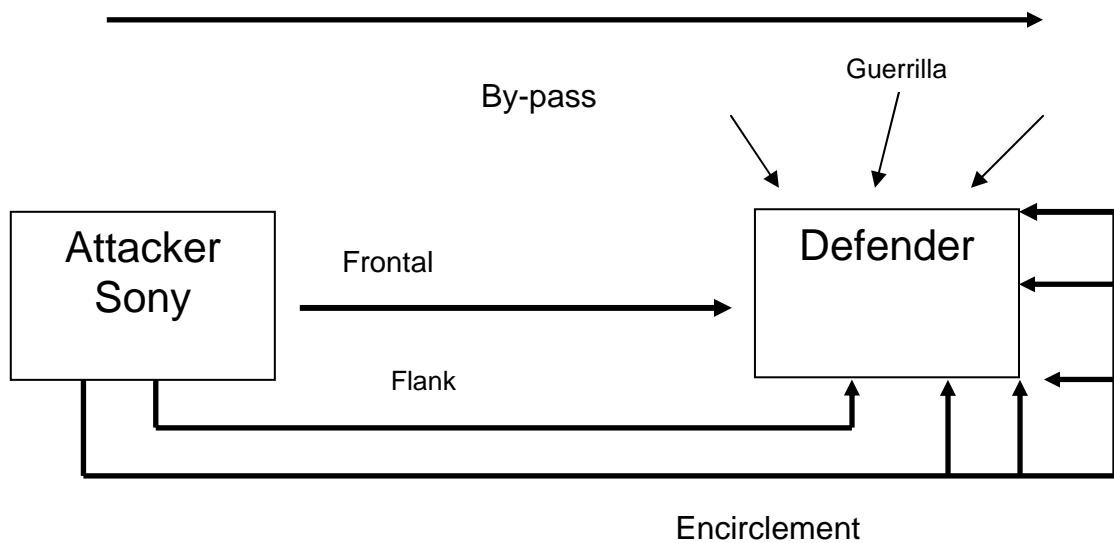 Guerrilla
By-pass
Attacker
Sony
Frontal
Defender
Flank
Encirclement